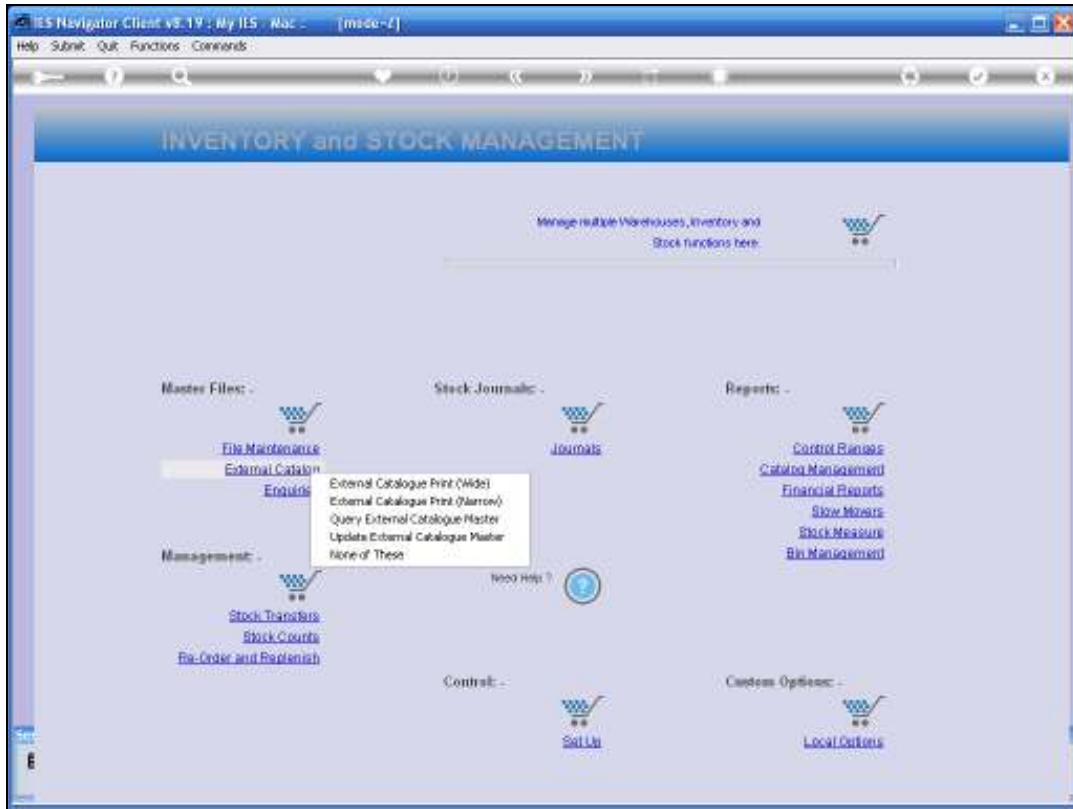 IES Navigator Client v8.19 : My IES - Mac .: [mode-L]
Help Submit Quit Functions Commands
INVENTORY and STOCK MANAGEMENT
Manage multiple Warehouses, Inventory and
Stock functions here.
Master Files: -
Stock Journals: -
Reports: -
File Maintenance
Journals
Control Ranges
External Catalog
Catalog Management
Enquiries
External Catalogue Print (Wide)
External Catalogue Print (Narrow)
Query External Catalogue Master
Update External Catalogue Master
None of These
Financial Reports
Slow Movers
Stock Measure
Bin Management
Management: -
Need Help ?
Stock Transfers
Stock Counts
Re-Order and Replenish
Control: -
Custom Options: -
Set Up
Local Options